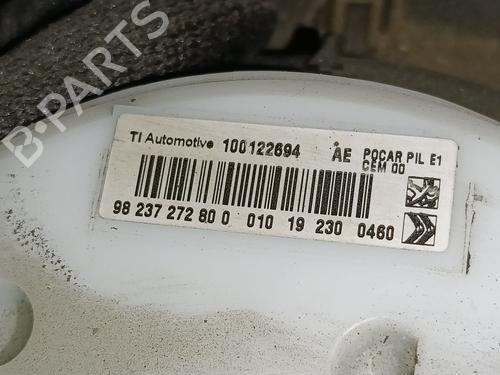 B-PARTS
TI Automotive 100122694 AE POCAR PIL E1
CEM 00
98 237 272 80 0 010 19 230 0460